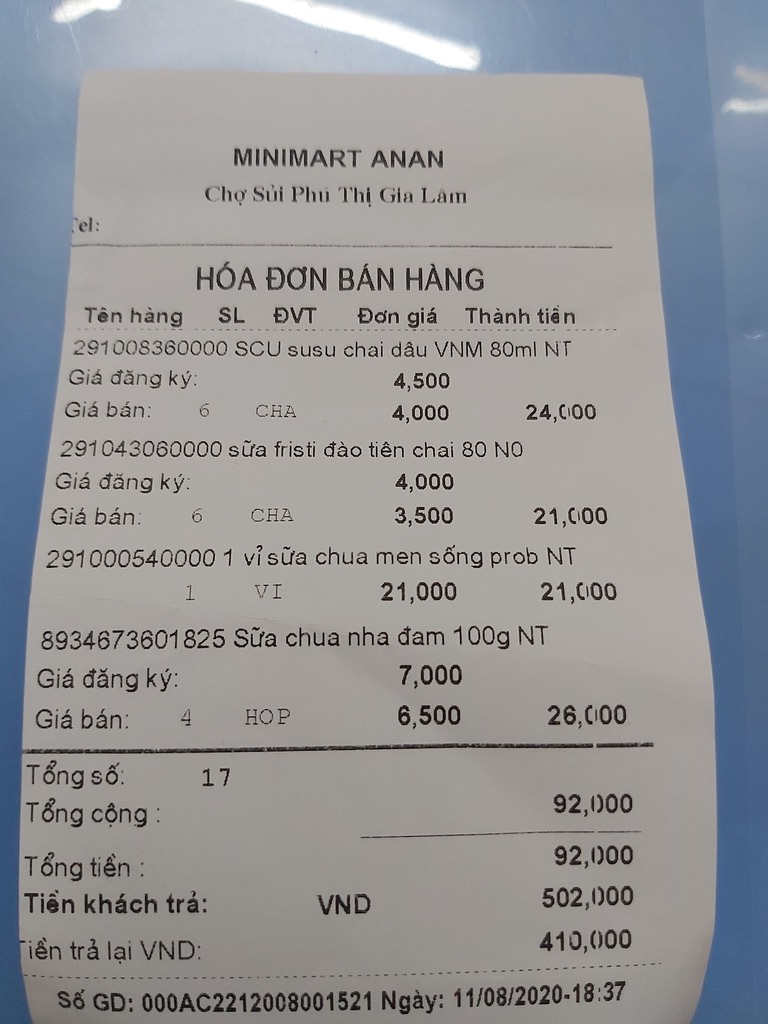 MINIMART ANAN
Chợ Sủi Phú Thị Gia Lâm
Tel:
HÓA ĐƠN BÁN HÀNG
Tên hàng SL ĐVT Đơn giá Thành tiền
291008360000 SCU susu chai dâu VNM 80ml NT
Giá đăng ký: 4,500
Giá bán: 6 CHA 4,000 24,000
291043060000 sữa fristi đào tiên chai 80 N0
Giá đăng ký: 4,000
Giá bán: 6 CHA 3,500 21,000
291000540000 1 vỉ sữa chua men sống prob NT
1 VI 21,000 21,000
8934673601825 Sữa chua nha đam 100g NT
Giá đăng ký: 7,000
Giá bán: 4 HOP 6,500 26,000
Tổng số: 17
Tổng cộng : 92,000
Tổng tiền : 92,000
Tiền khách trả: VND 502,000
Tiền trả lại VND: 410,000
Số GD: 000AC2212008001521 Ngày: 11/08/2020-18:37